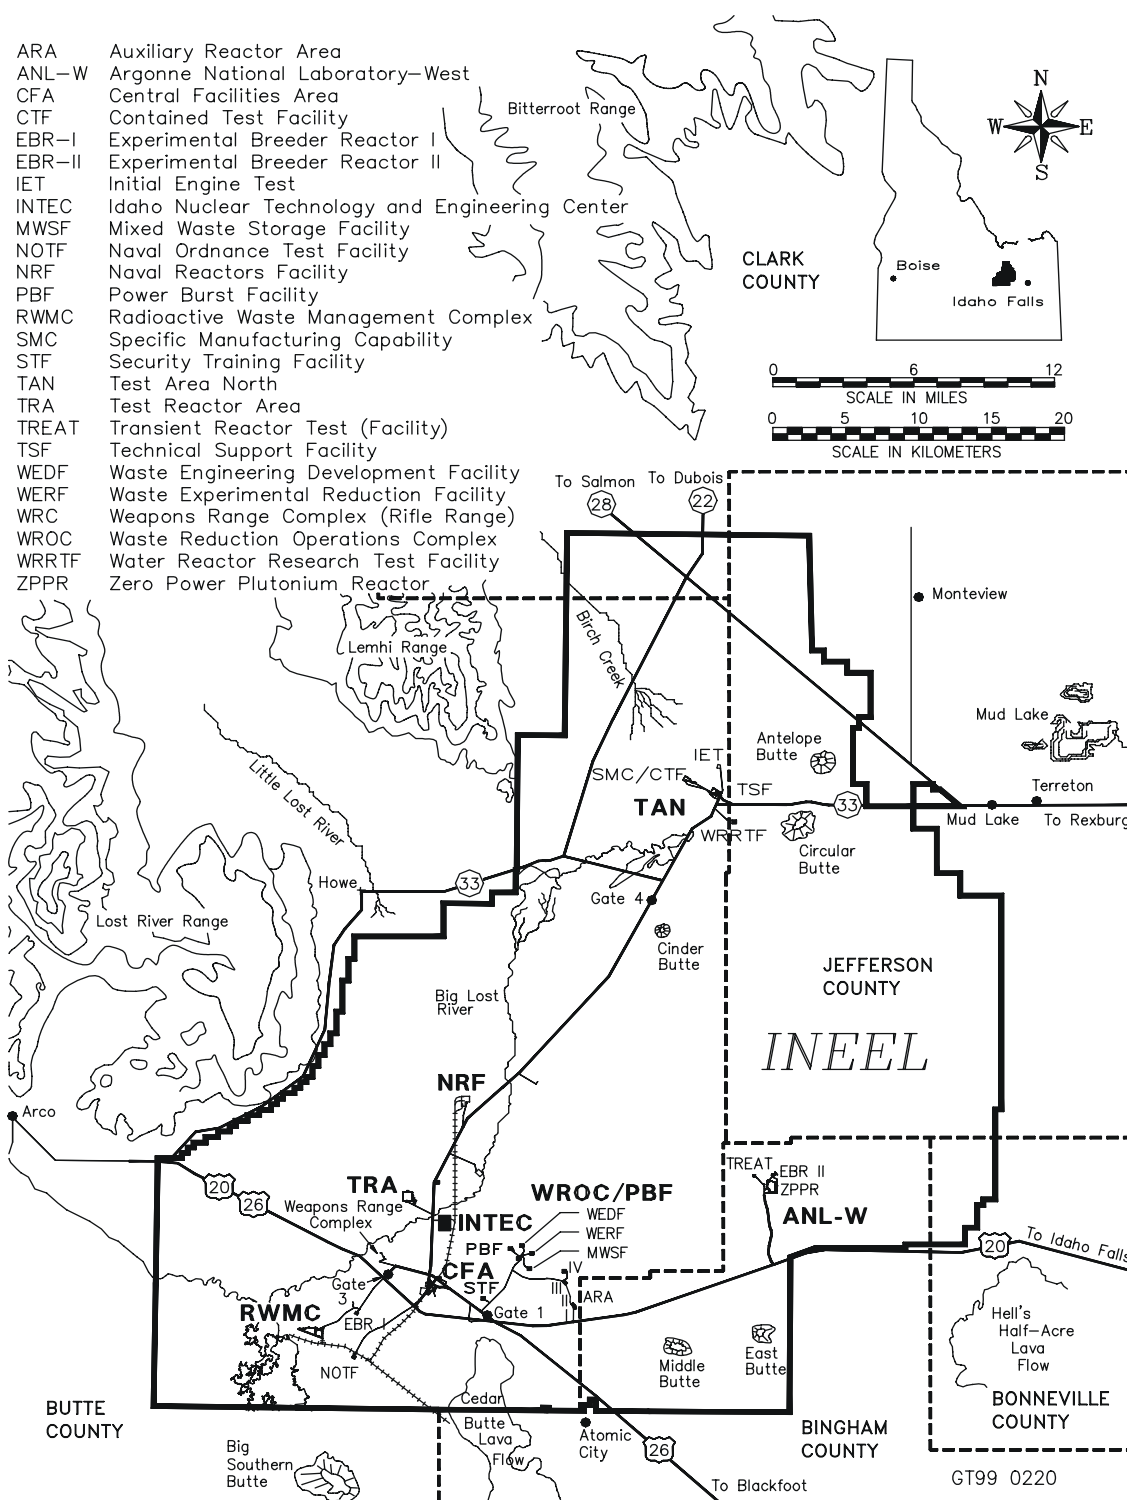 ARA Auxiliary Reactor Area
ANL-W Argonne National Laboratory-West
CFA Central Facilities Area
CTF Contained Test Facility
EBR-I Experimental Breeder Reactor I
EBR-II Experimental Breeder Reactor II
IET Initial Engine Test
INTEC Idaho Nuclear Technology and Engineering Center
MWSF Mixed Waste Storage Facility
NOTF Naval Ordnance Test Facility
NRF Naval Reactors Facility
PBF Power Burst Facility
RWMC Radioactive Waste Management Complex
SMC Specific Manufacturing Capability
STF Security Training Facility
TAN Test Area North
TRA Test Reactor Area
TREAT Transient Reactor Test (Facility)
TSF Technical Support Facility
WEDF Waste Engineering Development Facility
WERF Waste Experimental Reduction Facility
WRC Weapons Range Complex (Rifle Range)
WROC Waste Reduction Operations Complex
WRRTF Water Reactor Research Test Facility
ZPPR Zero Power Plutonium Reactor
Bitterroot Range
CLARK
COUNTY
N
W E
S
Boise
Idaho Falls
0 6 12
SCALE IN MILES
0 5 10 15 20
SCALE IN KILOMETERS
To Salmon
To Dubois
28
22
Monteview
Birch Creek
Lemhi Range
Mud Lake
Antelope
Butte
IET
SMC/CTF
TSF
TAN
33
Terreton
Mud Lake
To Rexburg
WRRTF
Circular
Butte
Little Lost
River
Howe
33
Gate 4
Lost River Range
Cinder
Butte
JEFFERSON
COUNTY
Big Lost
River
INEEL
NRF
Arco
TREAT
EBR II
ZPPR
ANL-W
20
26
TRA
Weapons Range
Complex
INTEC
WROC/PBF
WEDF
WERF
MWSF
PBF
CFA
STF
IV
III
II
I
ARA
Gate
3
Gate 1
RWMC
EBR I
NOTF
20
To Idaho Falls
Hell's
Half-Acre
Lava
Flow
Middle
Butte
East
Butte
BUTTE
COUNTY
Cedar
Butte
Lava
Flow
Atomic
City
BINGHAM
COUNTY
BONNEVILLE
COUNTY
Big
Southern
Butte
26
To Blackfoot
GT99 0220